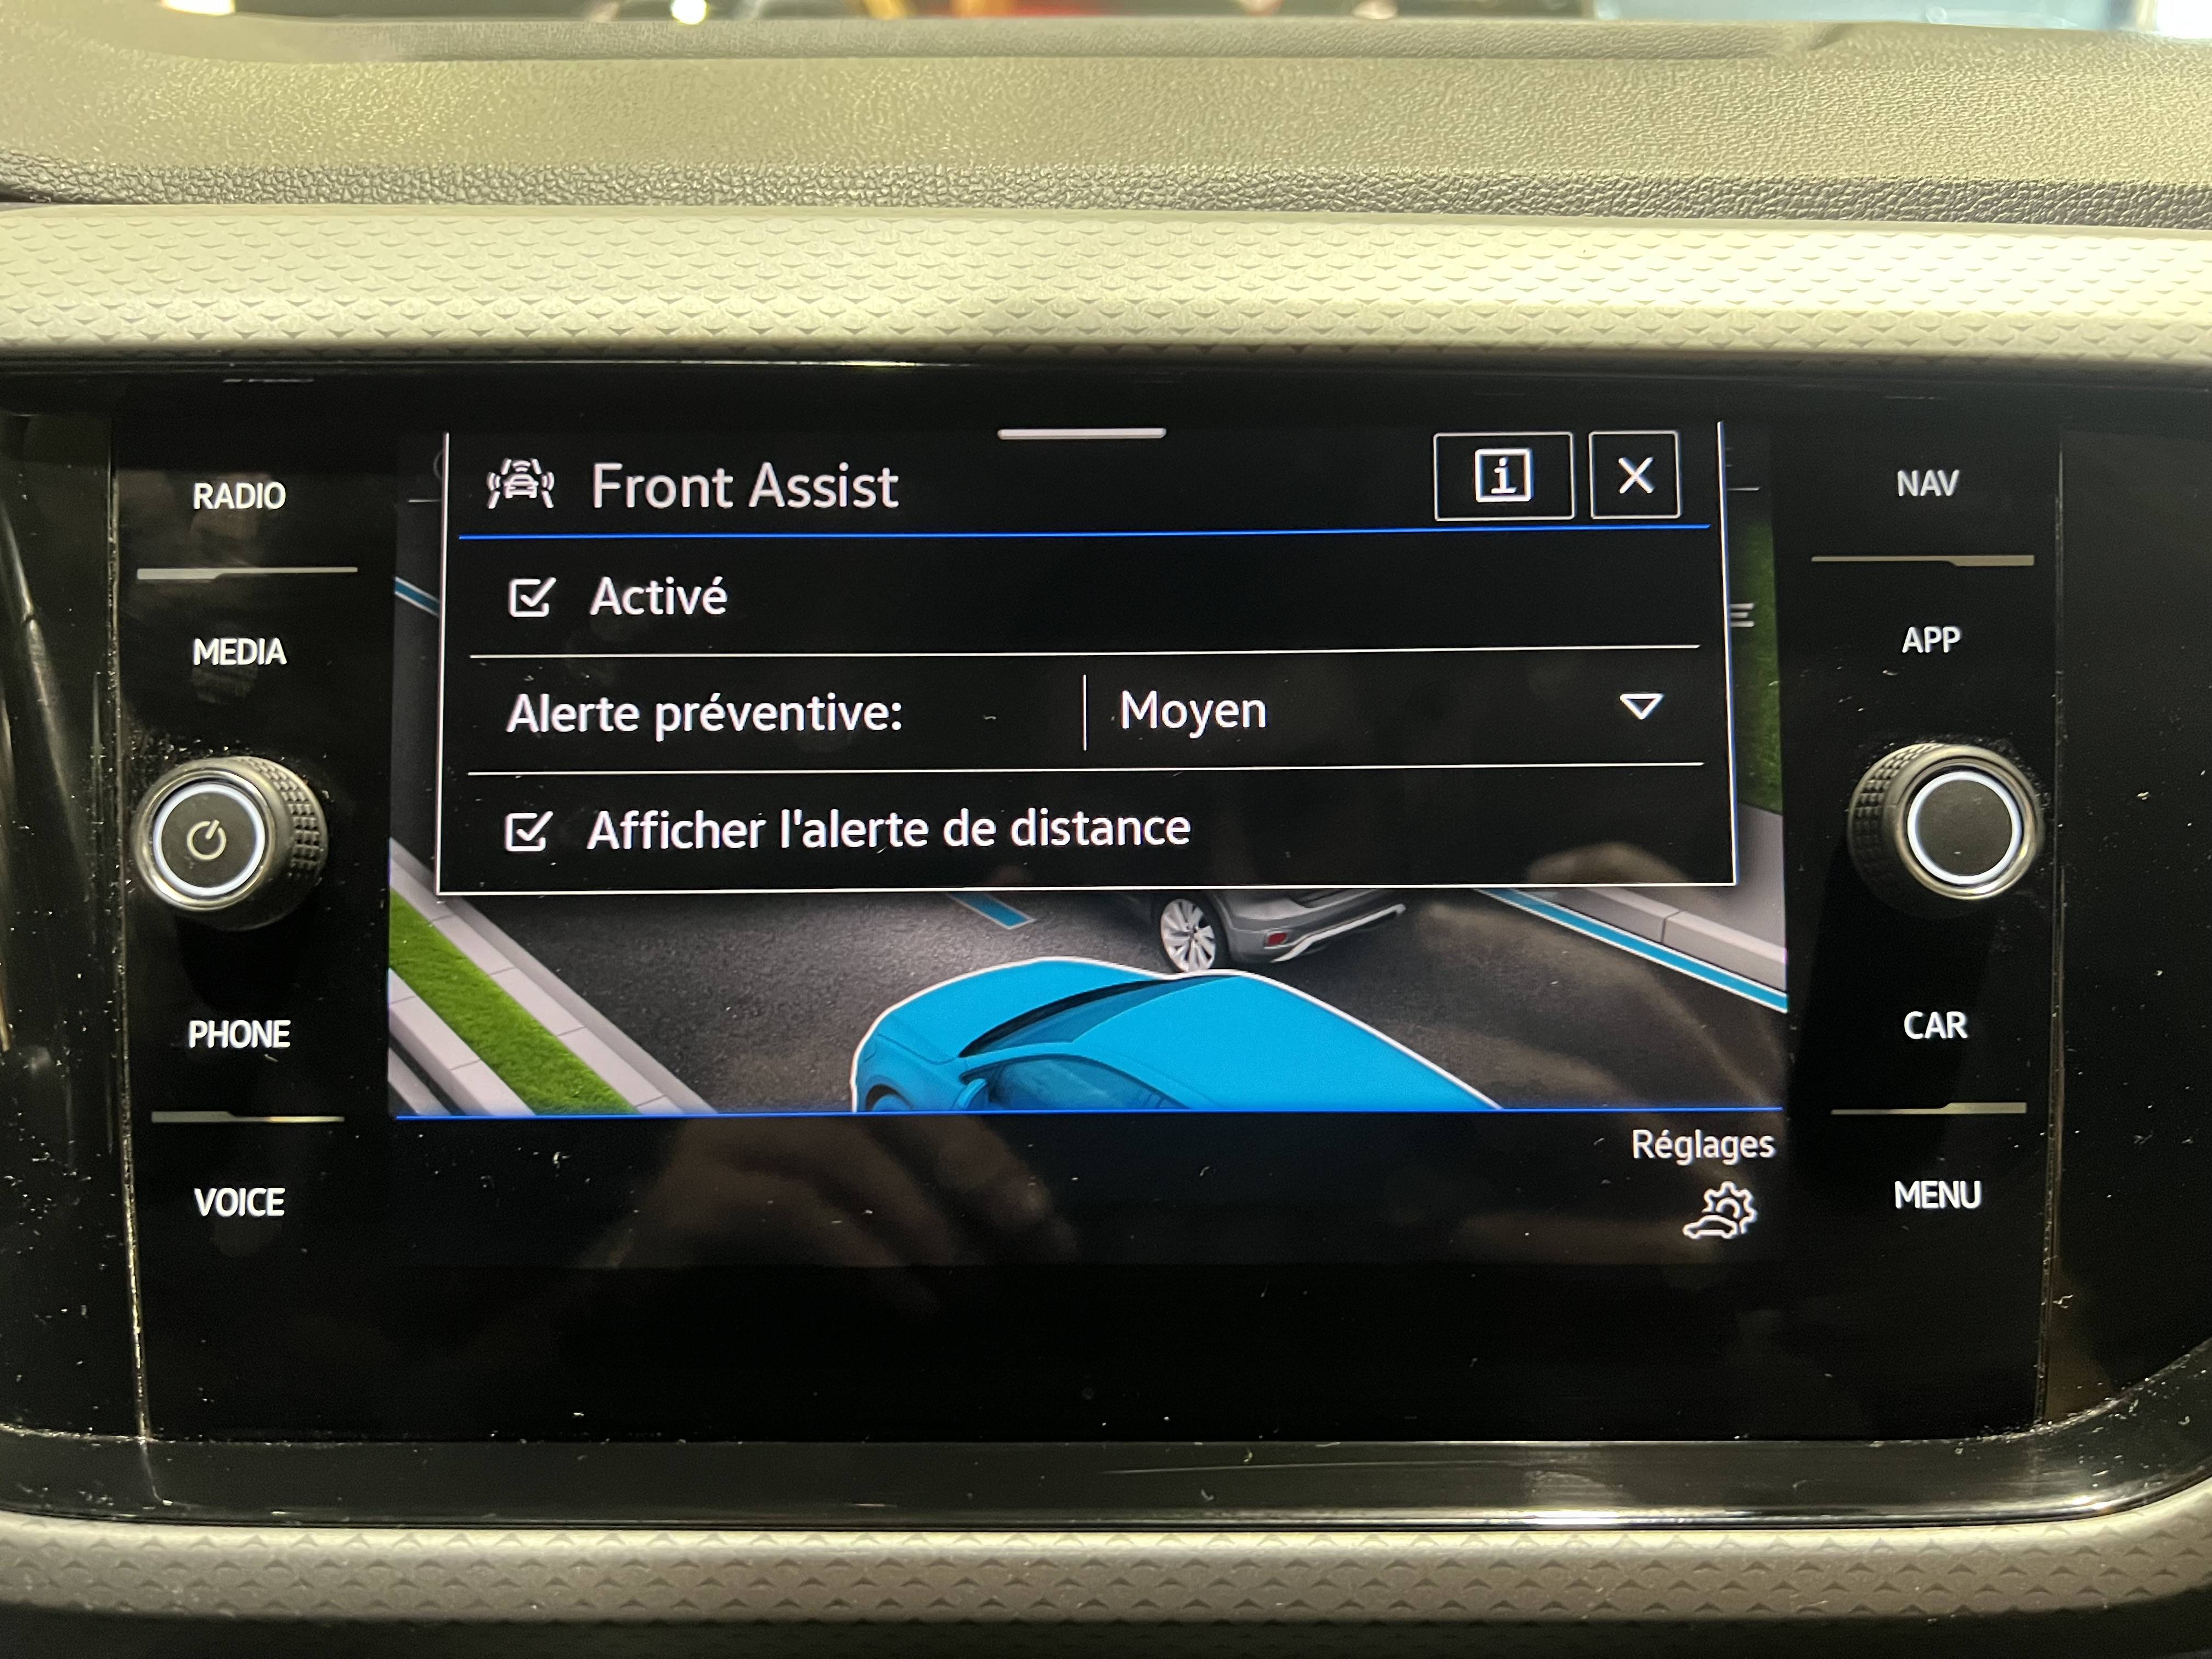 RADIO
MEDIA
PHONE
VOICE
Front Assist
i
X
Activé
Alerte préventive: Moyen
Afficher l'alerte de distance
Réglages
NAV
APP
CAR
MENU